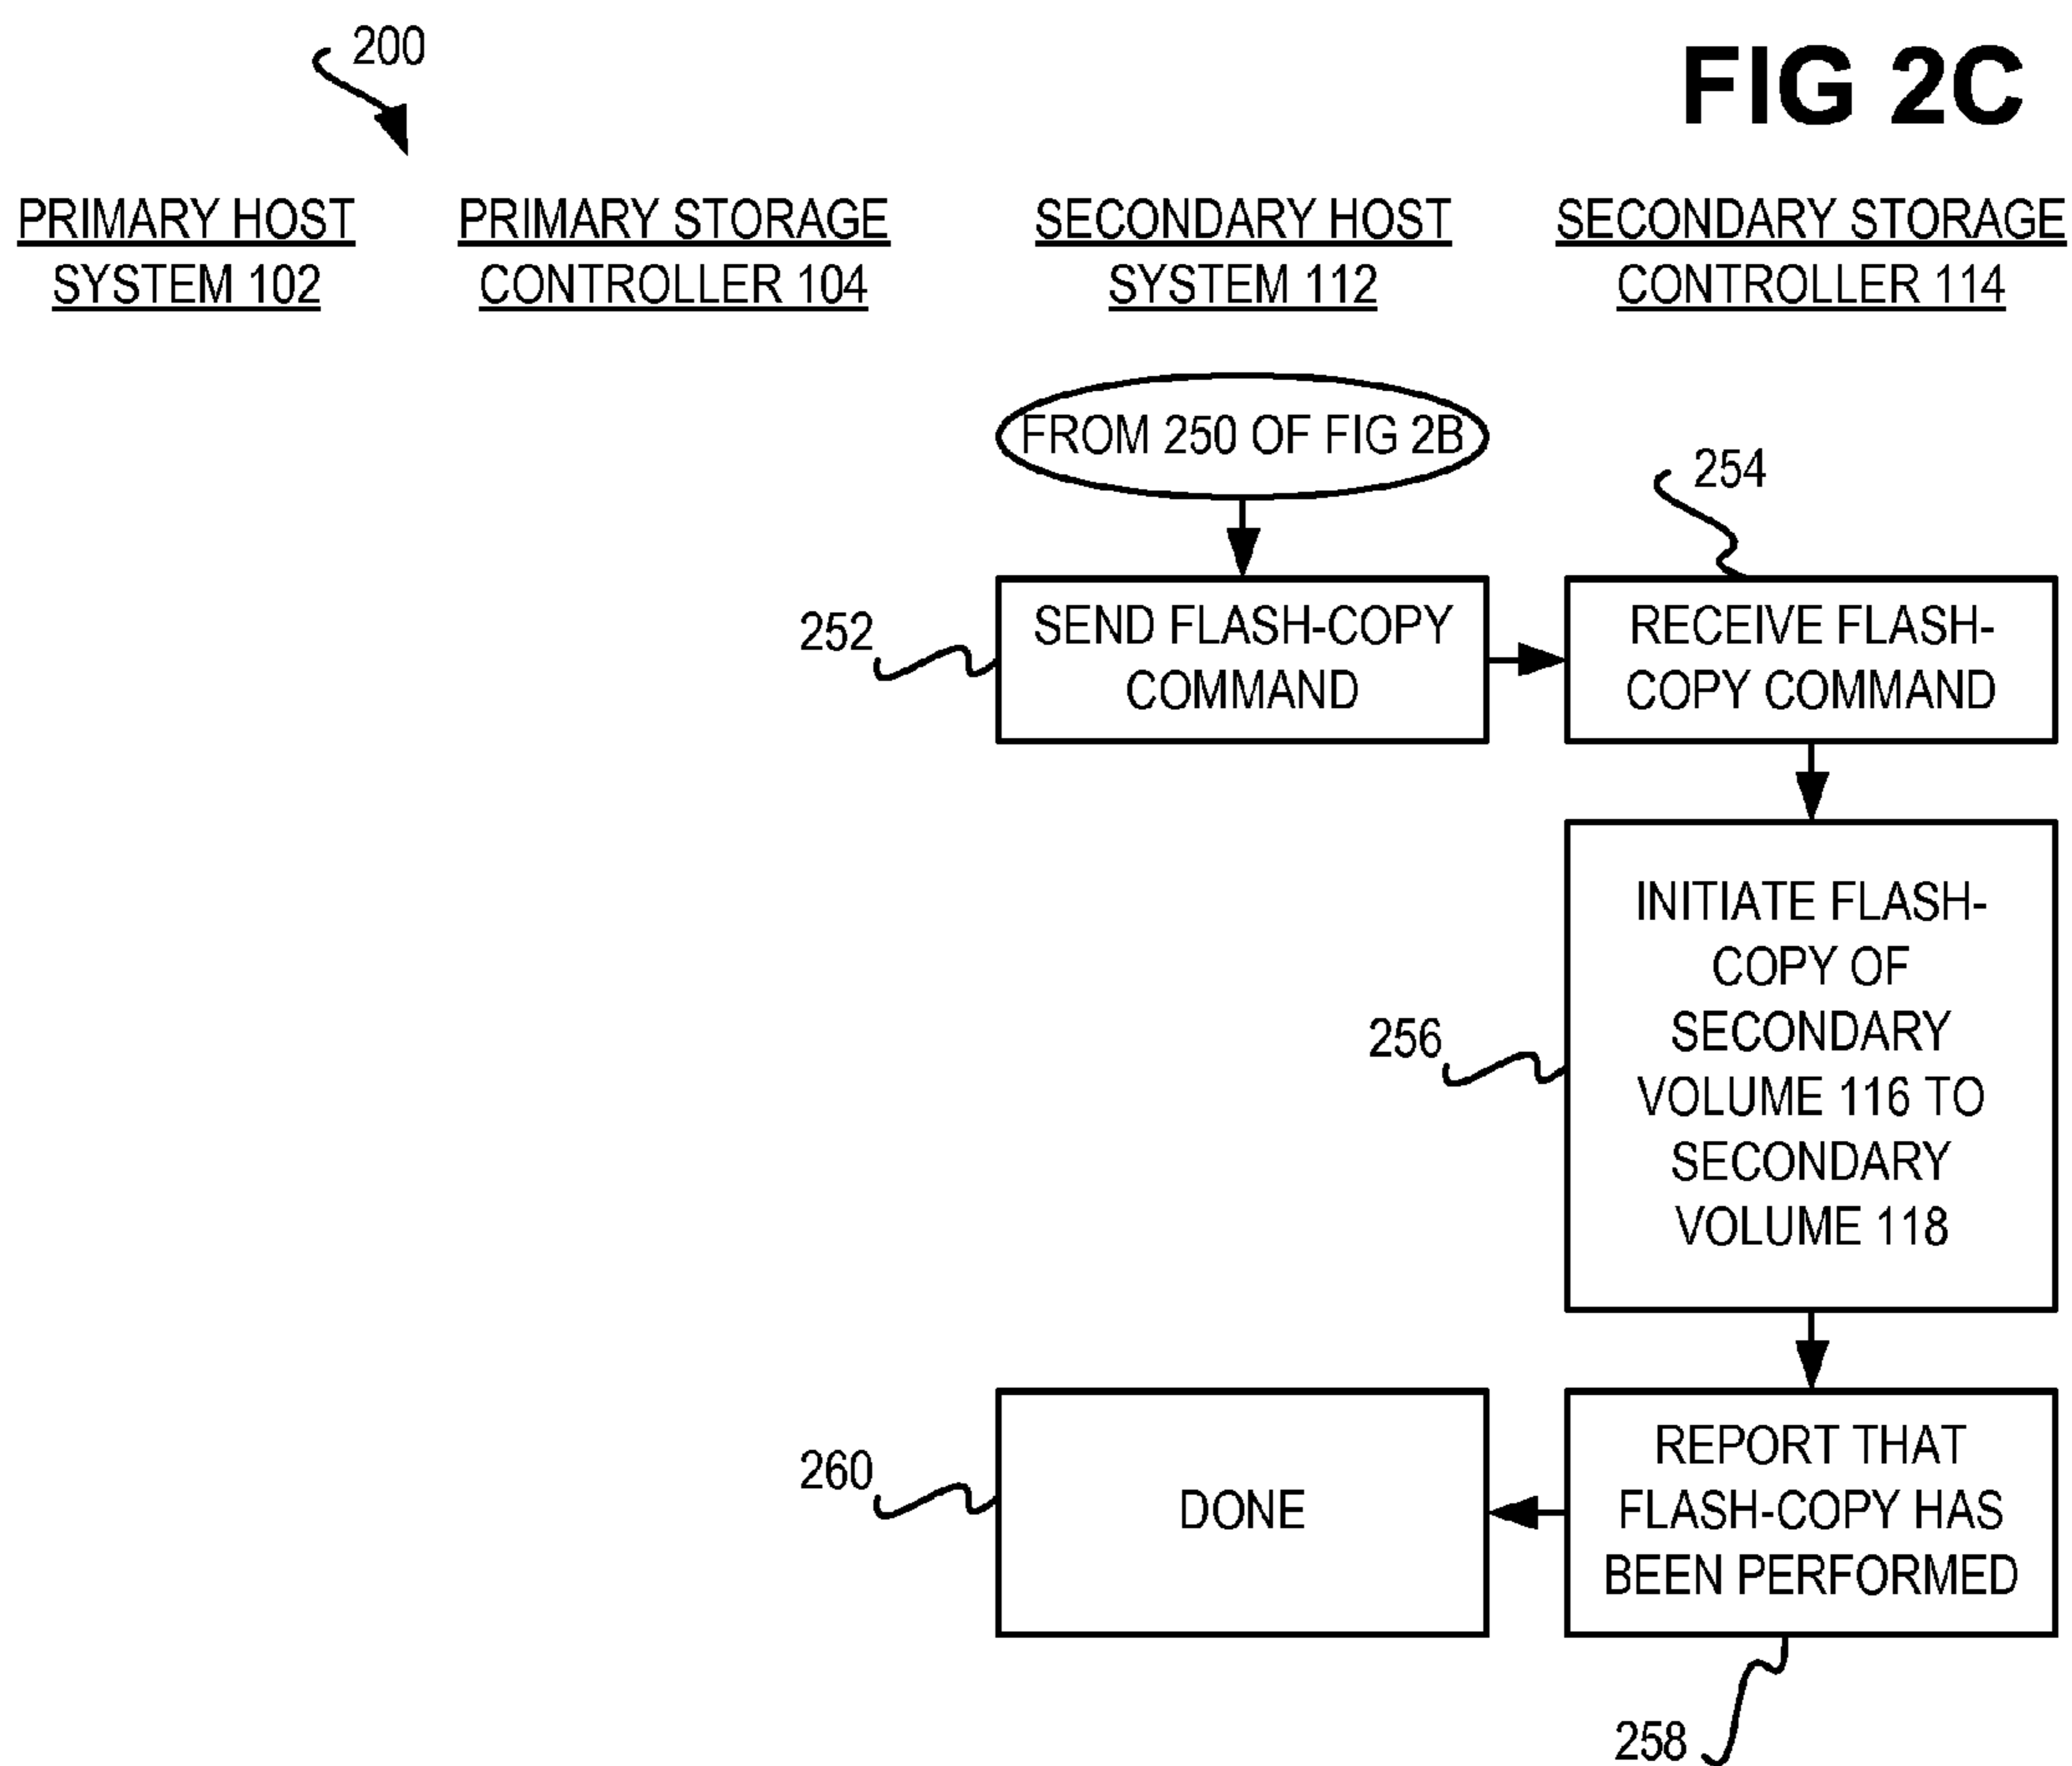 200
FIG 2C
PRIMARY HOST
SYSTEM 102
PRIMARY STORAGE
CONTROLLER 104
SECONDARY HOST
SYSTEM 112
SECONDARY STORAGE
CONTROLLER 114
FROM 250 OF FIG 2B
254
252
SEND FLASH-COPY
COMMAND
RECEIVE FLASH-
COPY COMMAND
256
INITIATE FLASH-
COPY OF
SECONDARY
VOLUME 116 TO
SECONDARY
VOLUME 118
260
DONE
REPORT THAT
FLASH-COPY HAS
BEEN PERFORMED
258